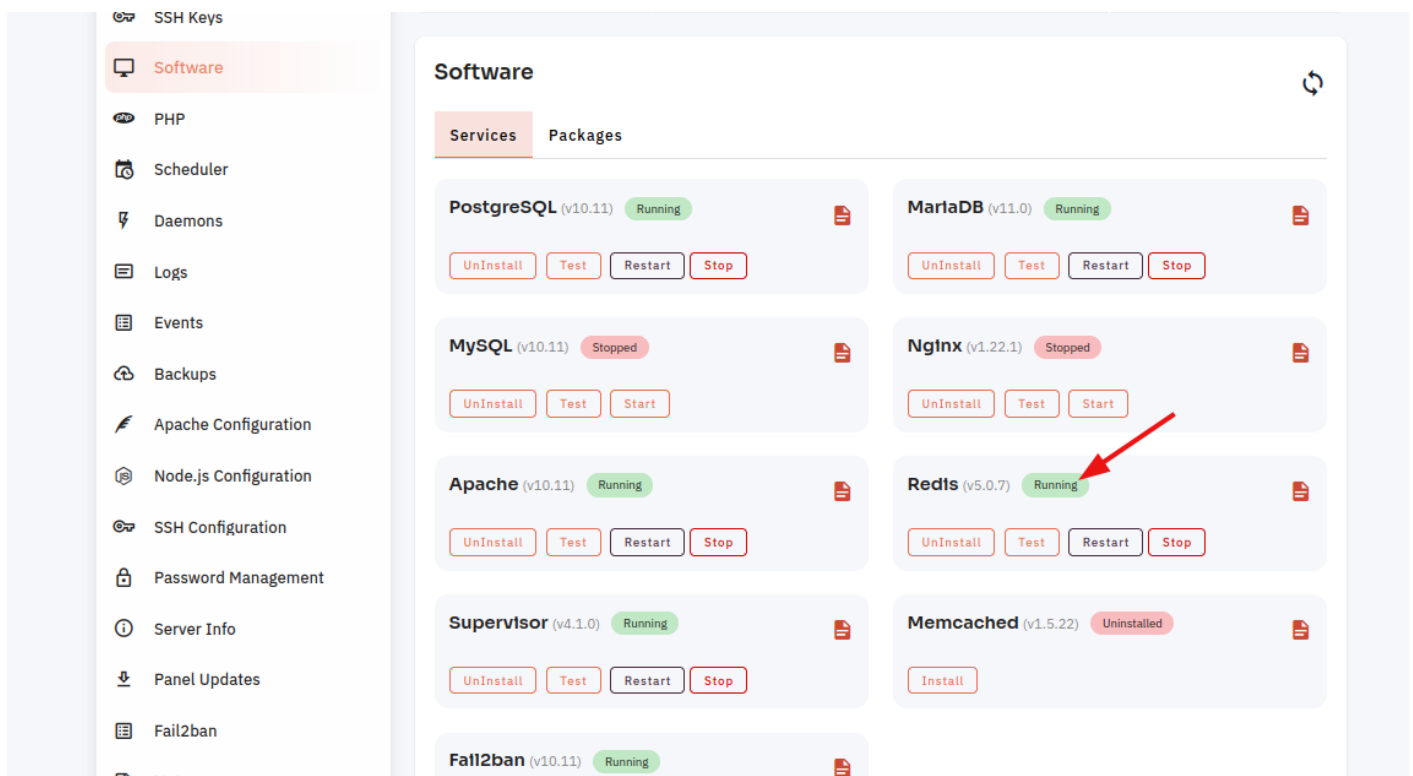 SSH Keys
Software
PHP
Scheduler
Daemons
Logs
Events
Backups
Apache Configuration
Node.js Configuration
SSH Configuration
Password Management
Server Info
Panel Updates
Fail2ban
Software
Services Packages
PostgreSQL (v10.11) Running
UnInstall Test Restart Stop
MariaDB (v11.0) Running
UnInstall Test Restart Stop
MySQL (v10.11) Stopped
UnInstall Test Start
Nginx (v1.22.1) Stopped
UnInstall Test Start
Apache (v10.11) Running
UnInstall Test Restart Stop
Redis (v5.0.7) Running
UnInstall Test Restart Stop
Supervisor (v4.1.0) Running
UnInstall Test Restart Stop
Memcached (v1.5.22) Uninstalled
Install
Fail2ban (v10.11) Running